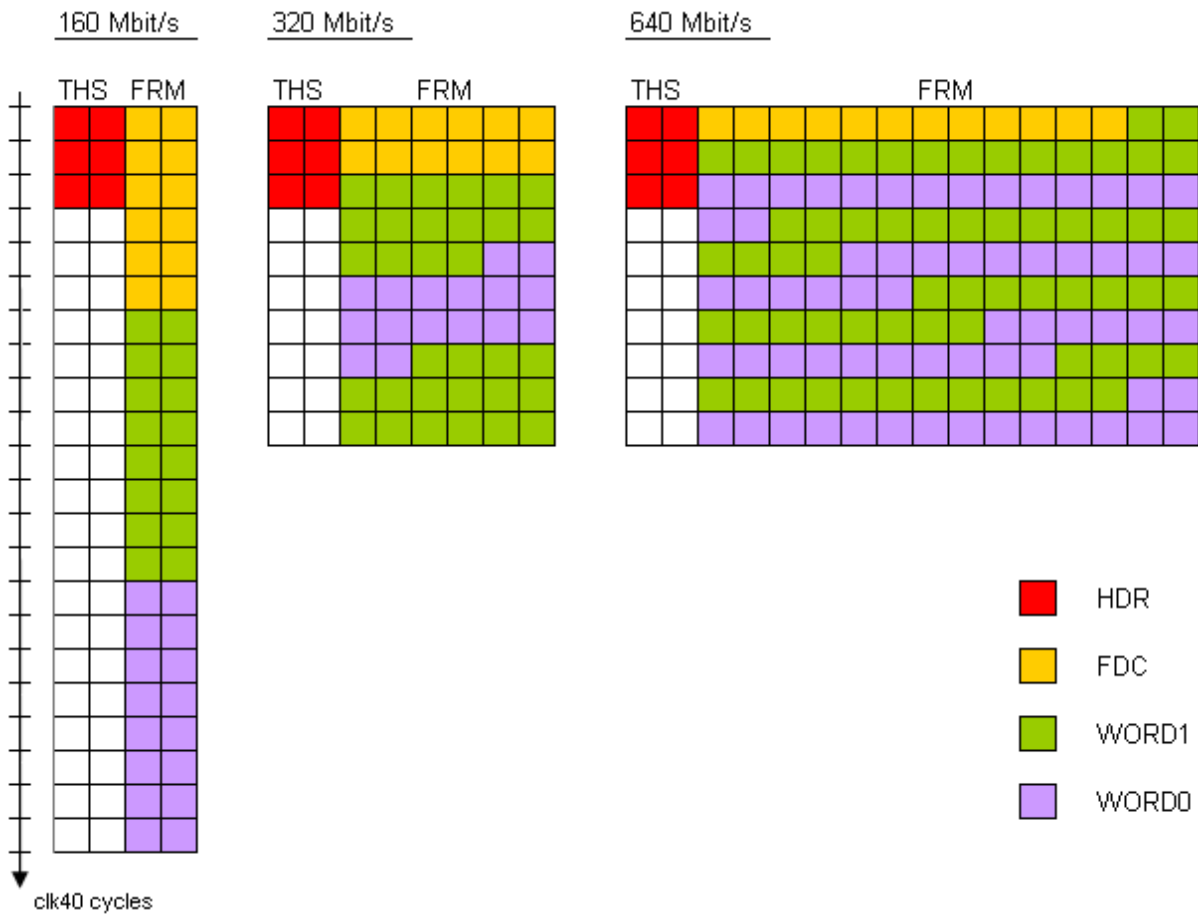 160 Mbit/s 320 Mbit/s 640 Mbit/s
THS FRM THS FRM THS FRM
HDR
FDC
WORD1
WORD0
clk40 cycles